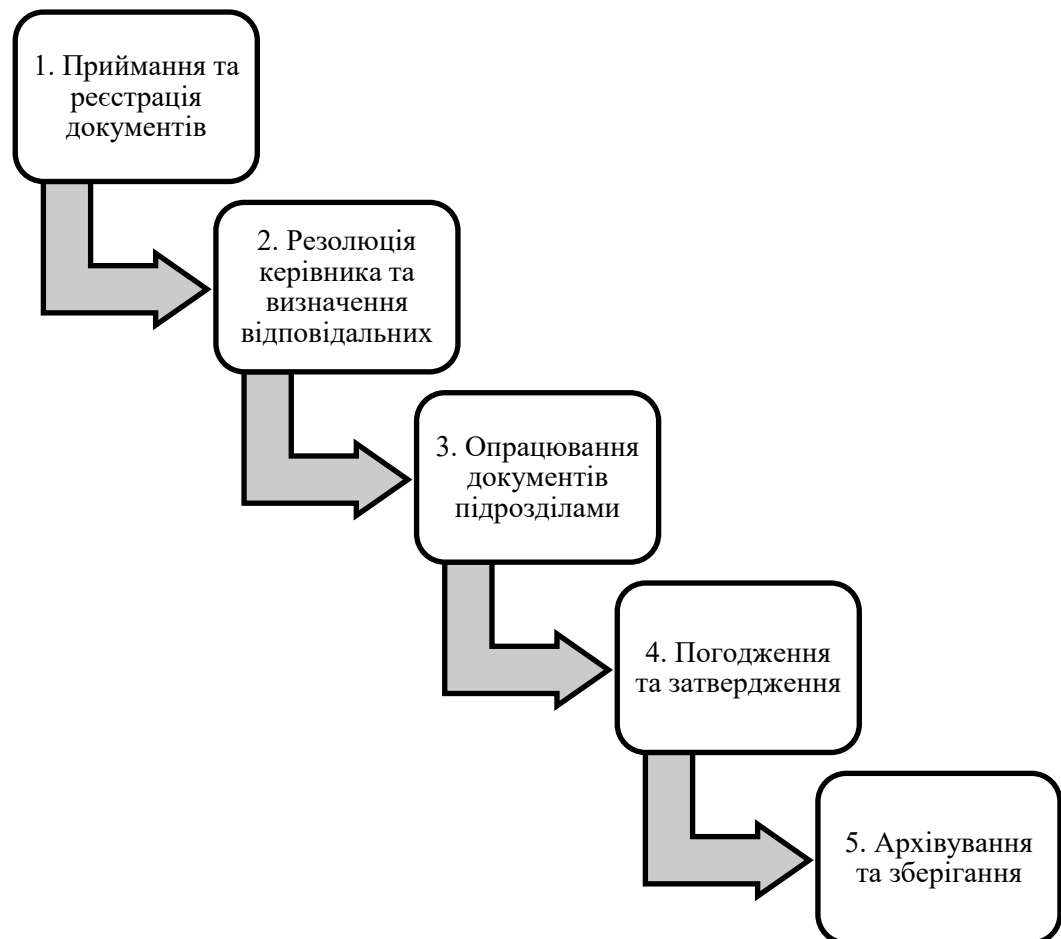 1. Приймання та
реєстрація
документів
2. Резолюція
керівника та
визначення
відповідальних
3. Опрацювання
документів
підрозділами
4. Погодження
та затвердження
5. Архівування
та зберігання